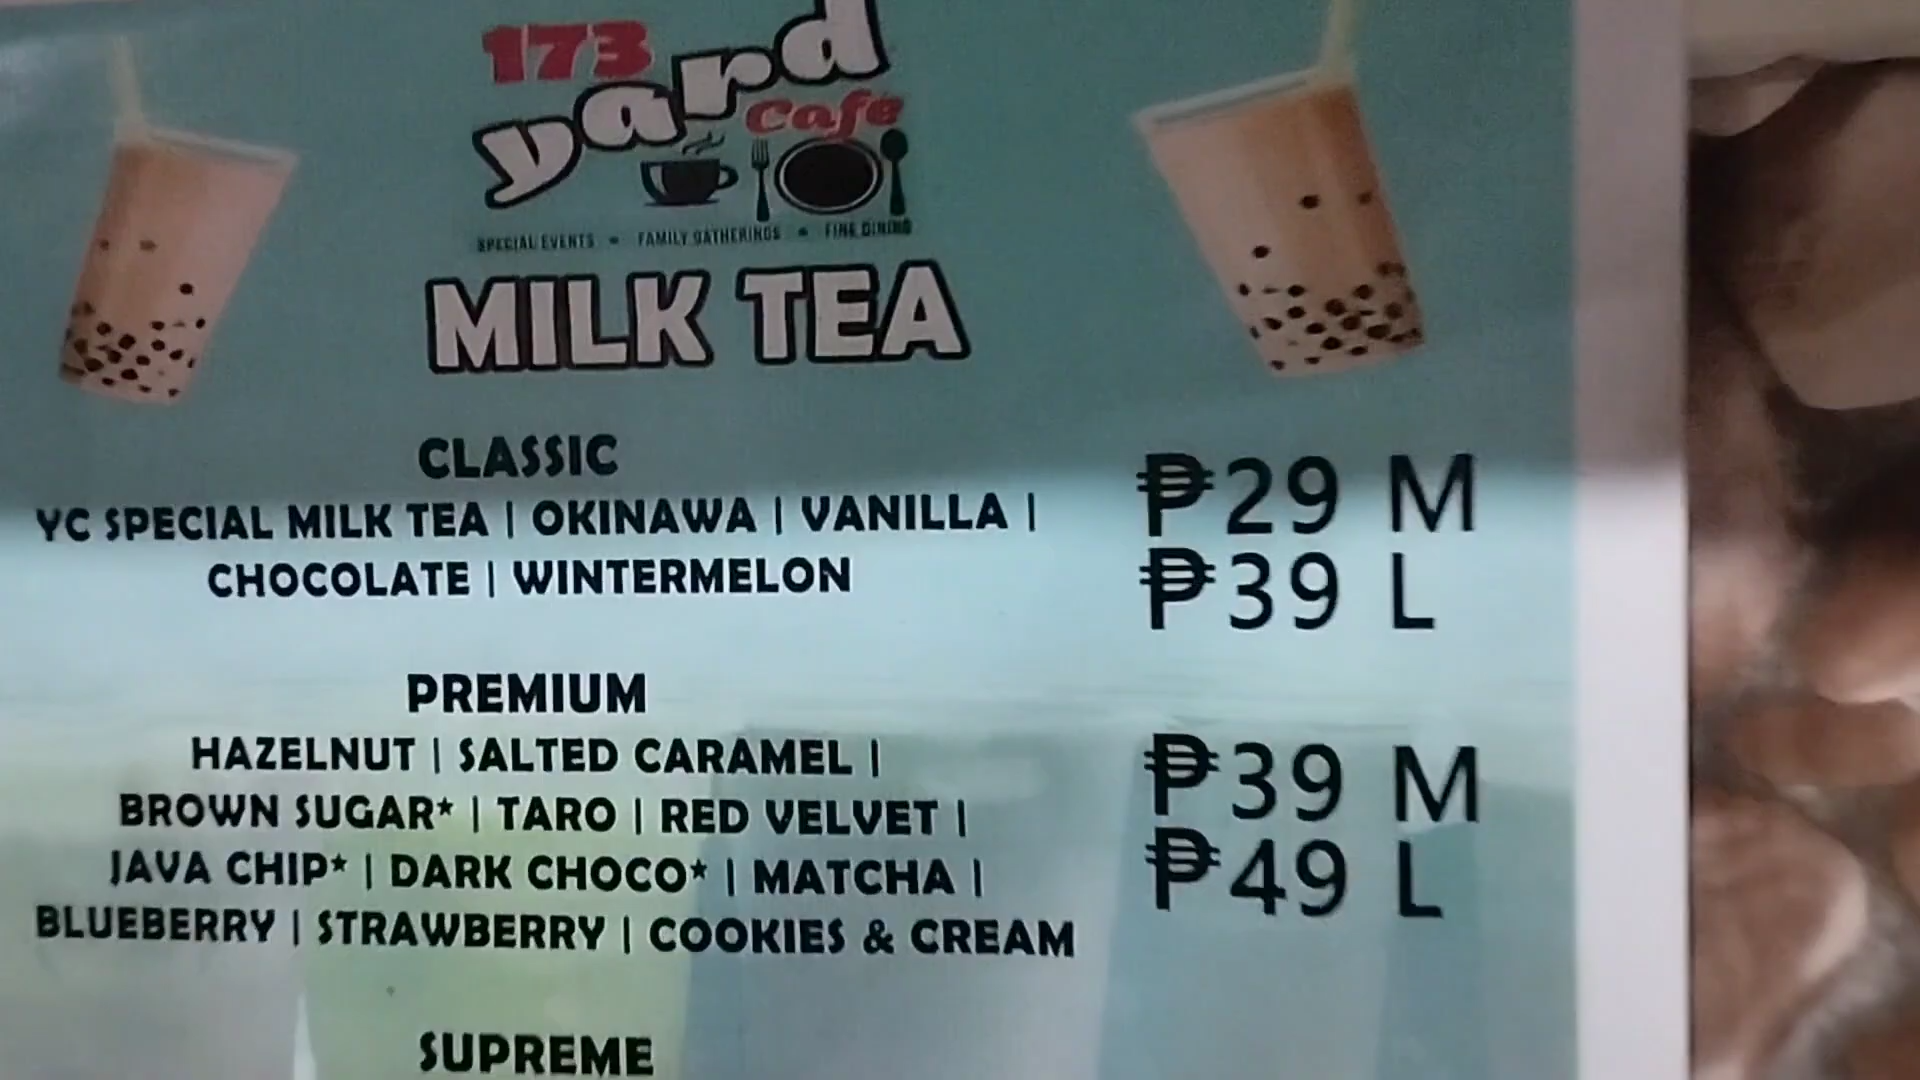 173
yard
Café
SPECIAL EVENTS • FAMILY GATHERINGS • FINE DINING
MILK TEA
CLASSIC
YC SPECIAL MILK TEA | OKINAWA | VANILLA |
CHOCOLATE | WINTERMELON
₱29 M
₱39 L
PREMIUM
HAZELNUT | SALTED CARAMEL |
BROWN SUGAR* | TARO | RED VELVET |
JAVA CHIP* | DARK CHOCO* | MATCHA |
BLUEBERRY | STRAWBERRY | COOKIES & CREAM
₱39 M
₱49 L
SUPREME